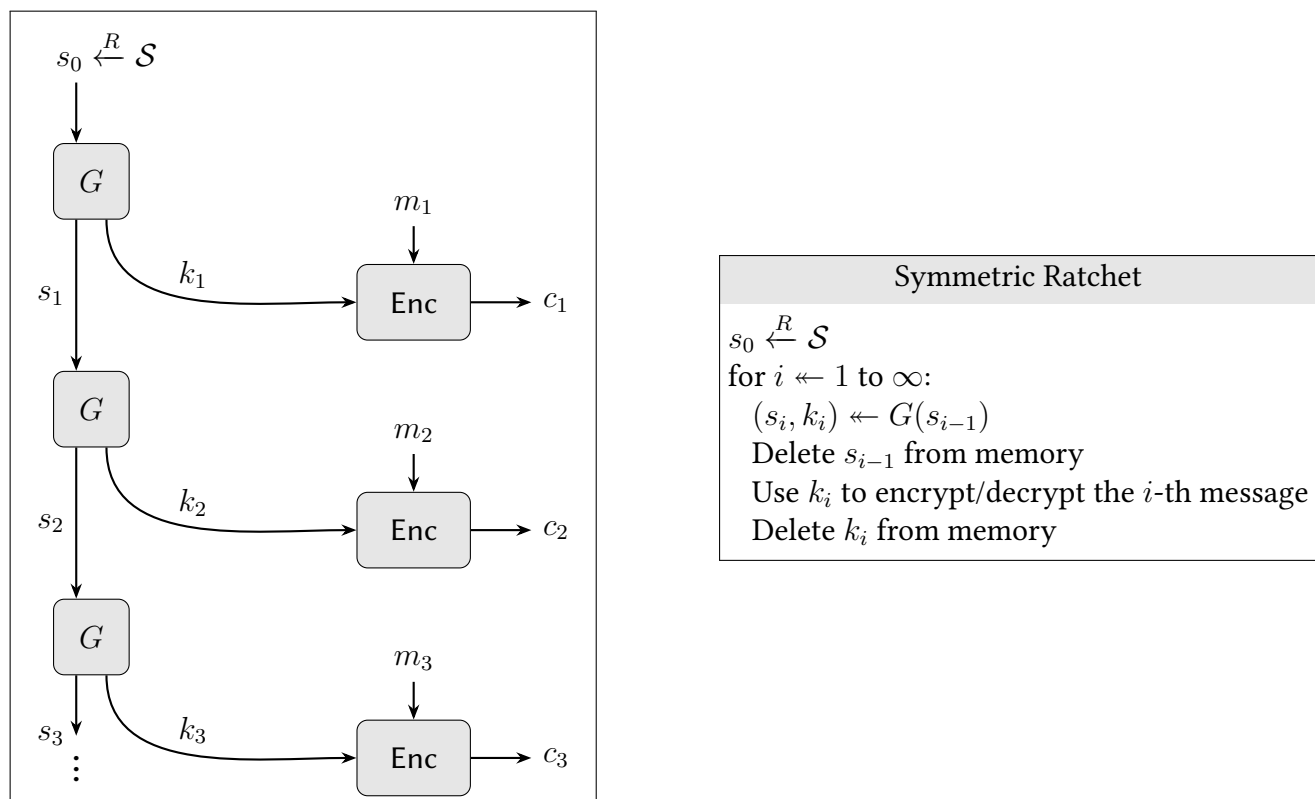 s₀ ←ᴿ 𝒮
G
m₁
k₁
s₁
Enc
c₁
G
m₂
k₂
s₂
Enc
c₂
G
m₃
k₃
s₃
Enc
c₃
⋮
Symmetric Ratchet
s₀ ←ᴿ 𝒮
for i ↞ 1 to ∞:
(sᵢ, kᵢ) ↞ G(sᵢ₋₁)
Delete sᵢ₋₁ from memory
Use kᵢ to encrypt/decrypt the i-th message
Delete kᵢ from memory